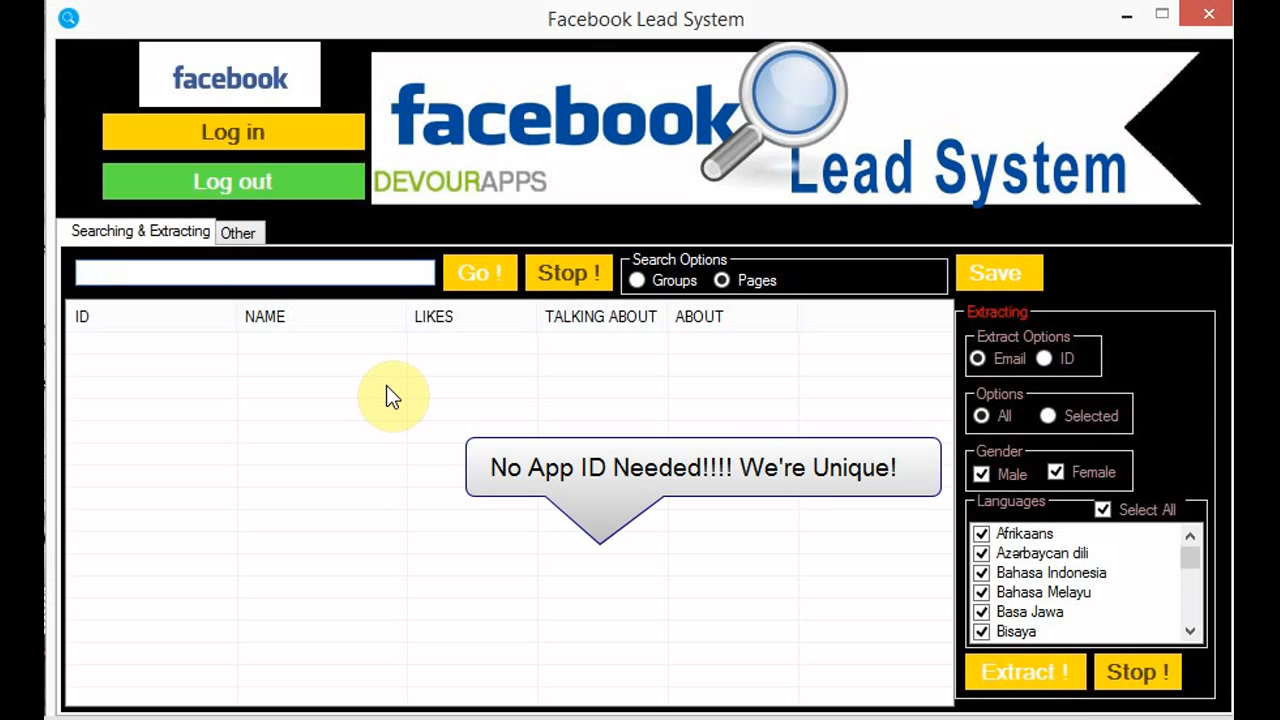 Facebook Lead System
facebook
Log in
Log out
facebook
Lead System
DEVOURAPPS
Searching & Extracting
Other
Go !
Stop !
Search Options
Groups
Pages
Save
ID
NAME
LIKES
TALKING ABOUT
ABOUT
No App ID Needed!!!! We're Unique!
Extracting
Extract Options
Email
ID
Options
All
Selected
Gender
Male
Female
Languages
Select All
Afrikaans
Azərbaycan dili
Bahasa Indonesia
Bahasa Melayu
Basa Jawa
Bisaya
Extract !
Stop !